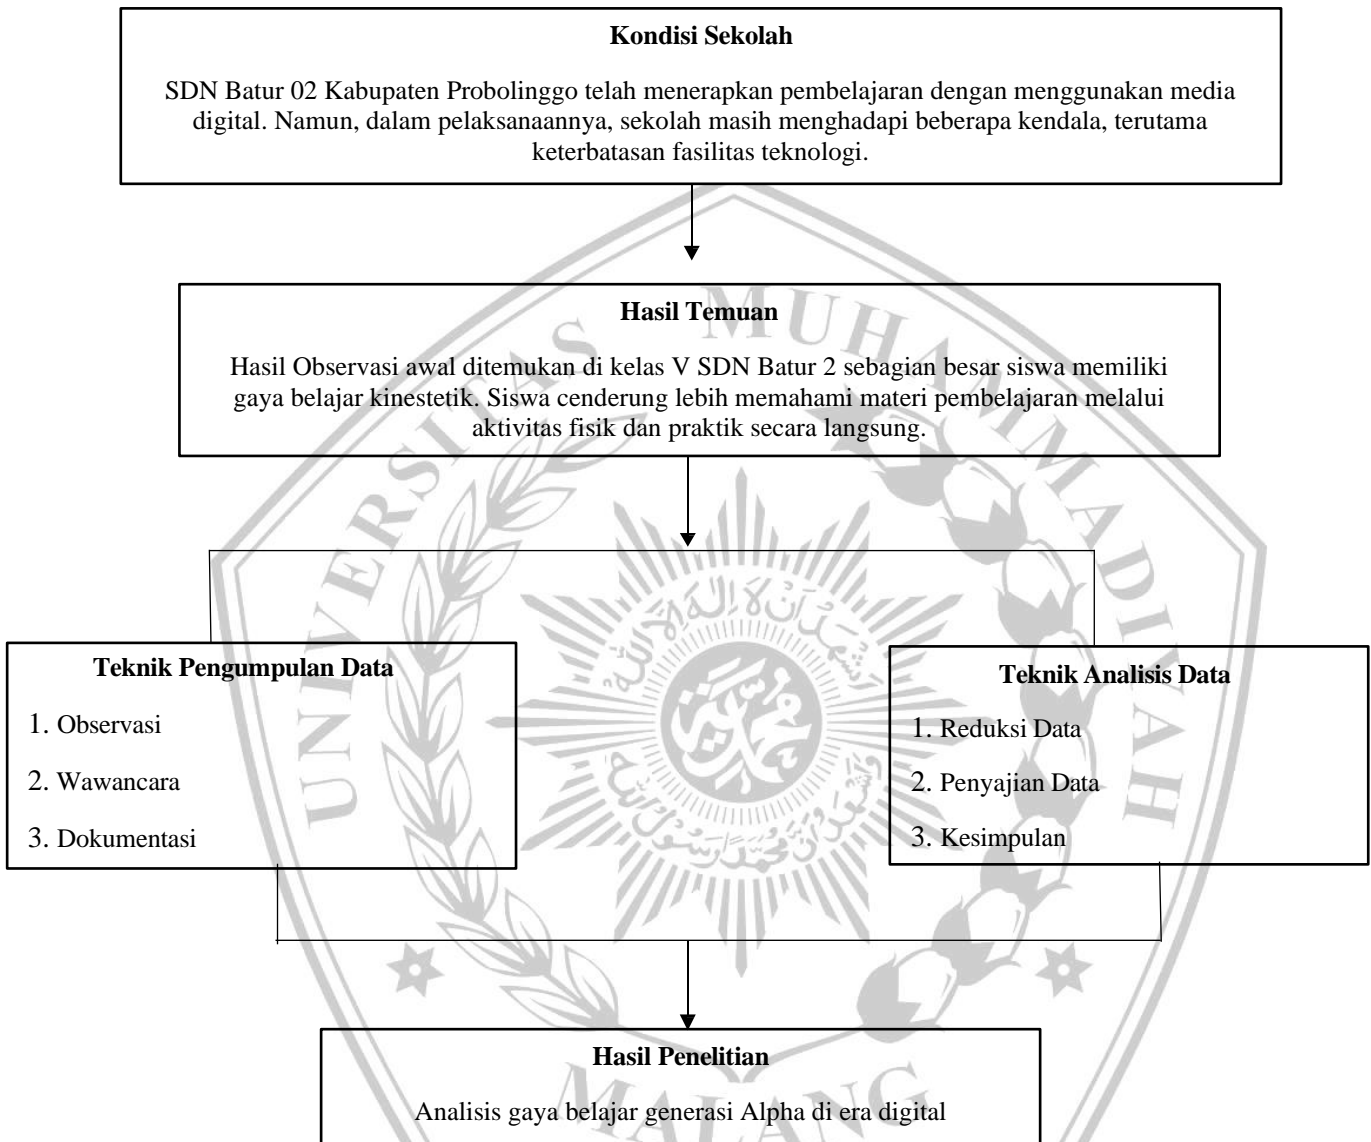 Kondisi Sekolah
SDN Batur 02 Kabupaten Probolinggo telah menerapkan pembelajaran dengan menggunakan media
digital. Namun, dalam pelaksanaannya, sekolah masih menghadapi beberapa kendala, terutama
keterbatasan fasilitas teknologi.
Hasil Temuan
Hasil Observasi awal ditemukan di kelas V SDN Batur 2 sebagian besar siswa memiliki
gaya belajar kinestetik. Siswa cenderung lebih memahami materi pembelajaran melalui
aktivitas fisik dan praktik secara langsung.
Teknik Pengumpulan Data
1. Observasi
2. Wawancara
3. Dokumentasi
Teknik Analisis Data
1. Reduksi Data
2. Penyajian Data
3. Kesimpulan
Hasil Penelitian
Analisis gaya belajar generasi Alpha di era digital
UNIVERSITAS MUHAMMADIYAH
MALANG